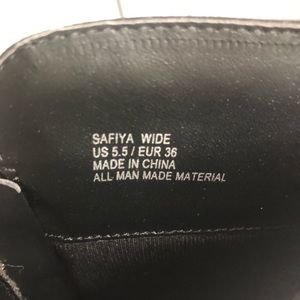 SAFIYA WIDE
US 5.5 / EUR 36
MADE IN CHINA
ALL MAN MADE MATERIAL